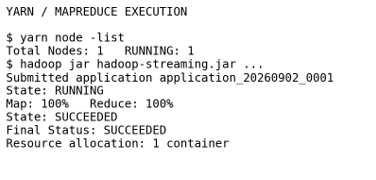 YARN / MAPREDUCE EXECUTION
$ yarn node -list
Total Nodes: 1   RUNNING: 1
$ hadoop jar hadoop-streaming.jar ...
Submitted application application_20260902_0001
State: RUNNING
Map: 100%   Reduce: 100%
State: SUCCEEDED
Final Status: SUCCEEDED
Resource allocation: 1 container